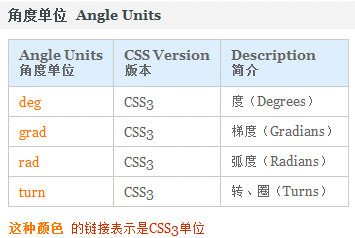 角度单位 Angle Units
Angle Units CSS Version Description
角度单位 版本 简介
deg CSS3 度（Degrees）
grad CSS3 梯度（Gradians）
rad CSS3 弧度（Radians）
turn CSS3 转、圈（Turns）
这种颜色 的链接表示是CSS3单位